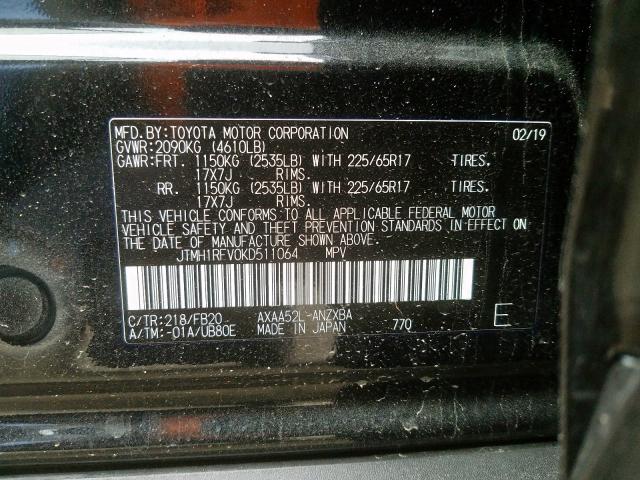 MFD. BY: TOYOTA MOTOR CORPORATION 02/19
GVWR: 2090KG (4610LB)
GAWR: FRT. 1150KG (2535LB) WITH 225/65R17 TIRES.
17X7J RIMS.
RR. 1150KG (2535LB) WITH 225/65R17 TIRES.
17X7J RIMS.
THIS VEHICLE CONFORMS TO ALL APPLICABLE FEDERAL MOTOR
VEHICLE SAFETY AND THEFT PREVENTION STANDARDS IN EFFECT ON
THE DATE OF MANUFACTURE SHOWN ABOVE.
JTMH1RFV0KD511064 MPV
C/TR: 218/FB20 AXAA52L-ANZXBA
A/TM: -01A/UB80E MADE IN JAPAN 770 E